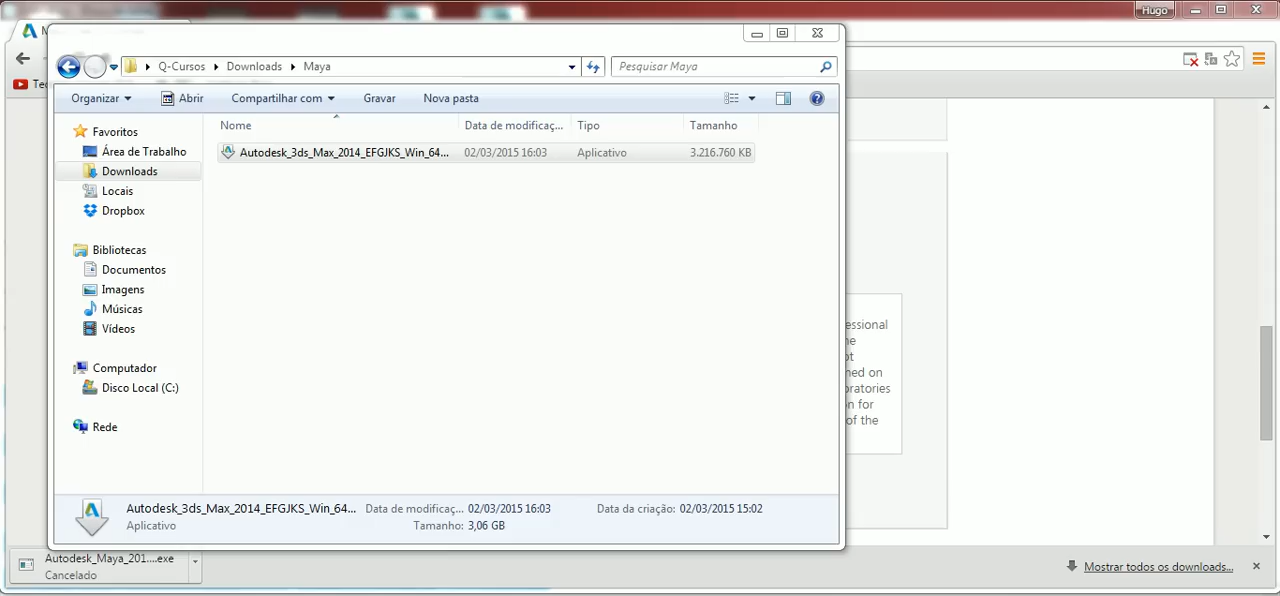 Hugo
Q-Cursos
Downloads
Maya
Pesquisar Maya
Organizar
Abrir
Compartilhar com
Gravar
Nova pasta
Favoritos
Área de Trabalho
Downloads
Locais
Dropbox
Bibliotecas
Documentos
Imagens
Músicas
Vídeos
Computador
Disco Local (C:)
Rede
Nome
Data de modificaç...
Tipo
Tamanho
Autodesk_3ds_Max_2014_EFGJKS_Win_64...
02/03/2015 16:03
Aplicativo
3.216.760 KB
essional
ned on
oratories
n for
of the
Autodesk_3ds_Max_2014_EFGJKS_Win_64...
Data de modificaç... 02/03/2015 16:03
Data da criação: 02/03/2015 15:02
Aplicativo
Tamanho: 3,06 GB
Autodesk_Maya_201....exe
Cancelado
Mostrar todos os downloads...